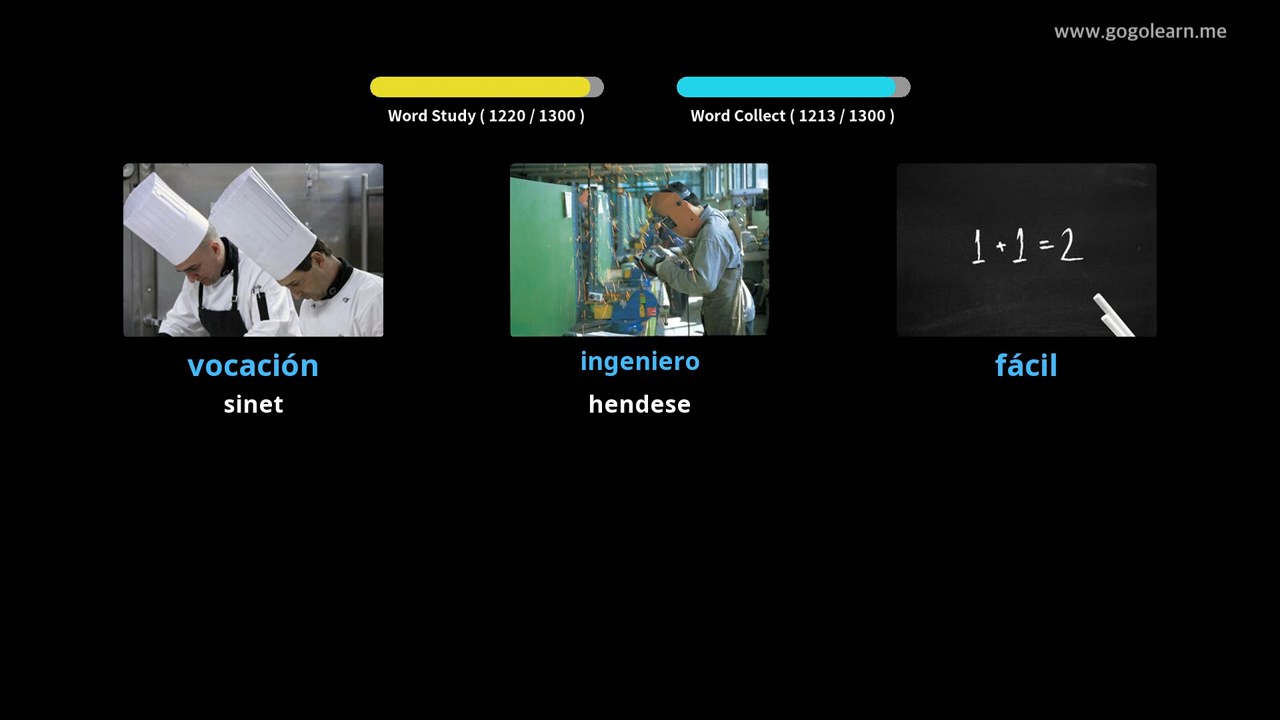 www.gogolearn.me
Word Study ( 1220 / 1300 )
Word Collect ( 1213 / 1300 )
1 + 1 = 2
vocación
ingeniero
fácil
sinet
hendese